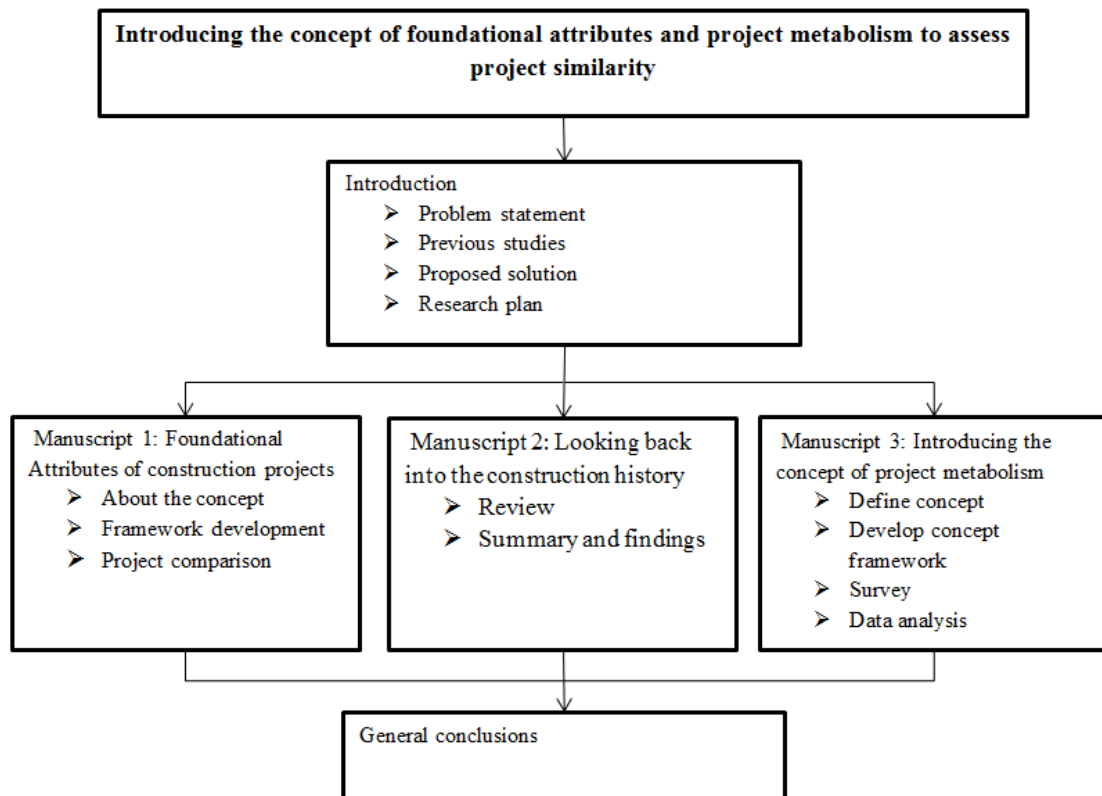 Introducing the concept of foundational attributes and project metabolism to assess
project similarity
Introduction
➢ Problem statement
➢ Previous studies
➢ Proposed solution
➢ Research plan
Manuscript 1: Foundational
Attributes of construction projects
➢ About the concept
➢ Framework development
➢ Project comparison
Manuscript 2: Looking back
into the construction history
➢ Review
➢ Summary and findings
Manuscript 3: Introducing the
concept of project metabolism
➢ Define concept
➢ Develop concept
framework
➢ Survey
➢ Data analysis
General conclusions